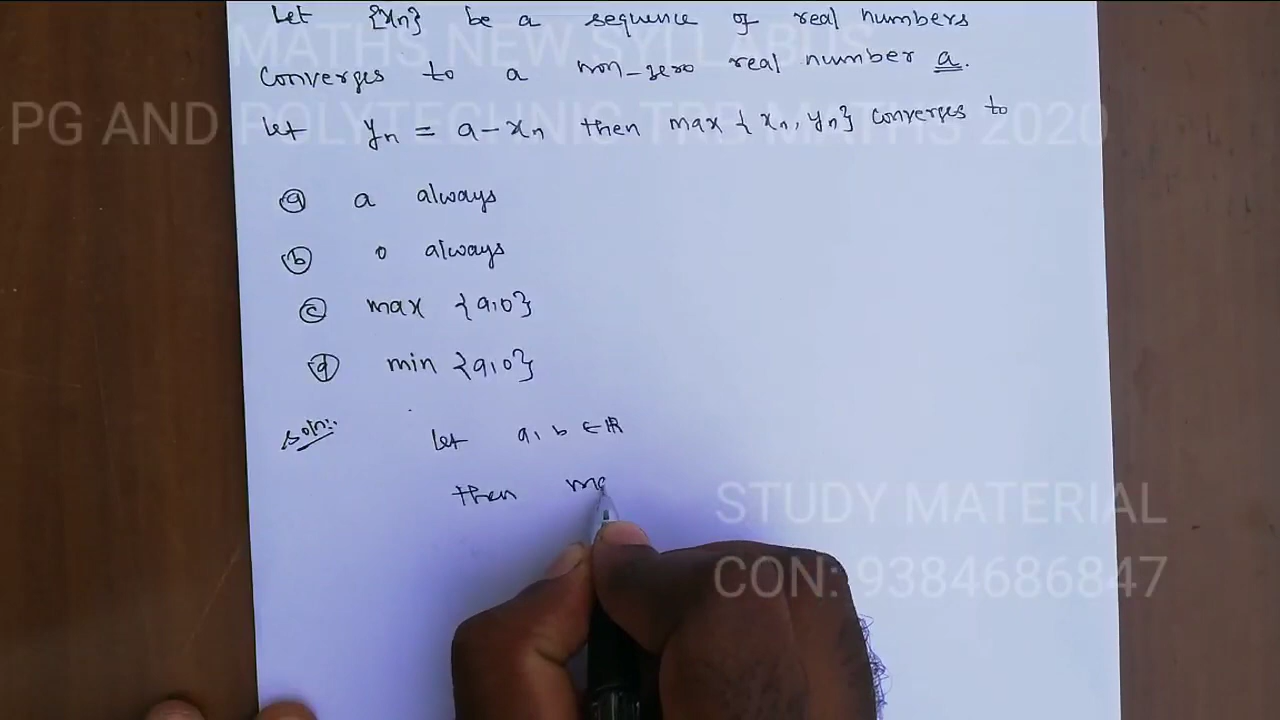 Let {xn} be a sequence of real numbers
MATHS NEW SYLLABUS
Converges to a non-zero real number a.
PG AND POLYTECHNIC TRB MATHS 2020
Let yn = a - xn then max {xn, yn} converges to
(a) a always
(b) 0 always
(c) max {a,0}
(d) min {a,0}
Soln:
Let a, b ∈ ℝ
then ma
STUDY MATERIAL
CON: 9384686847